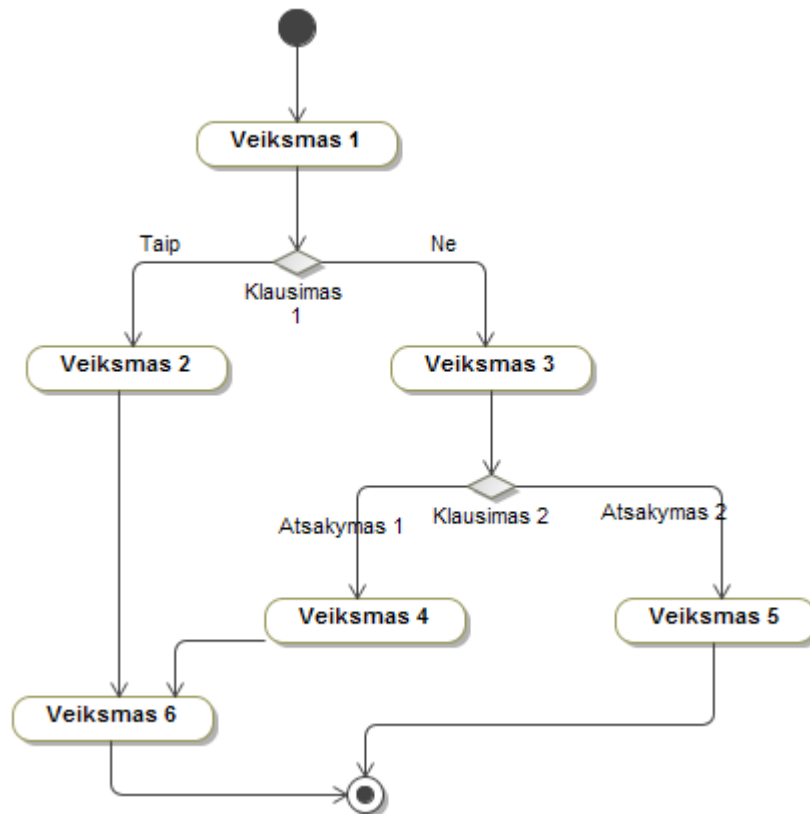 Veiksmas 1
Taip
Ne
Klausimas
1
Veiksmas 2
Veiksmas 3
Atsakymas 1
Klausimas 2
Atsakymas 2
Veiksmas 4
Veiksmas 5
Veiksmas 6